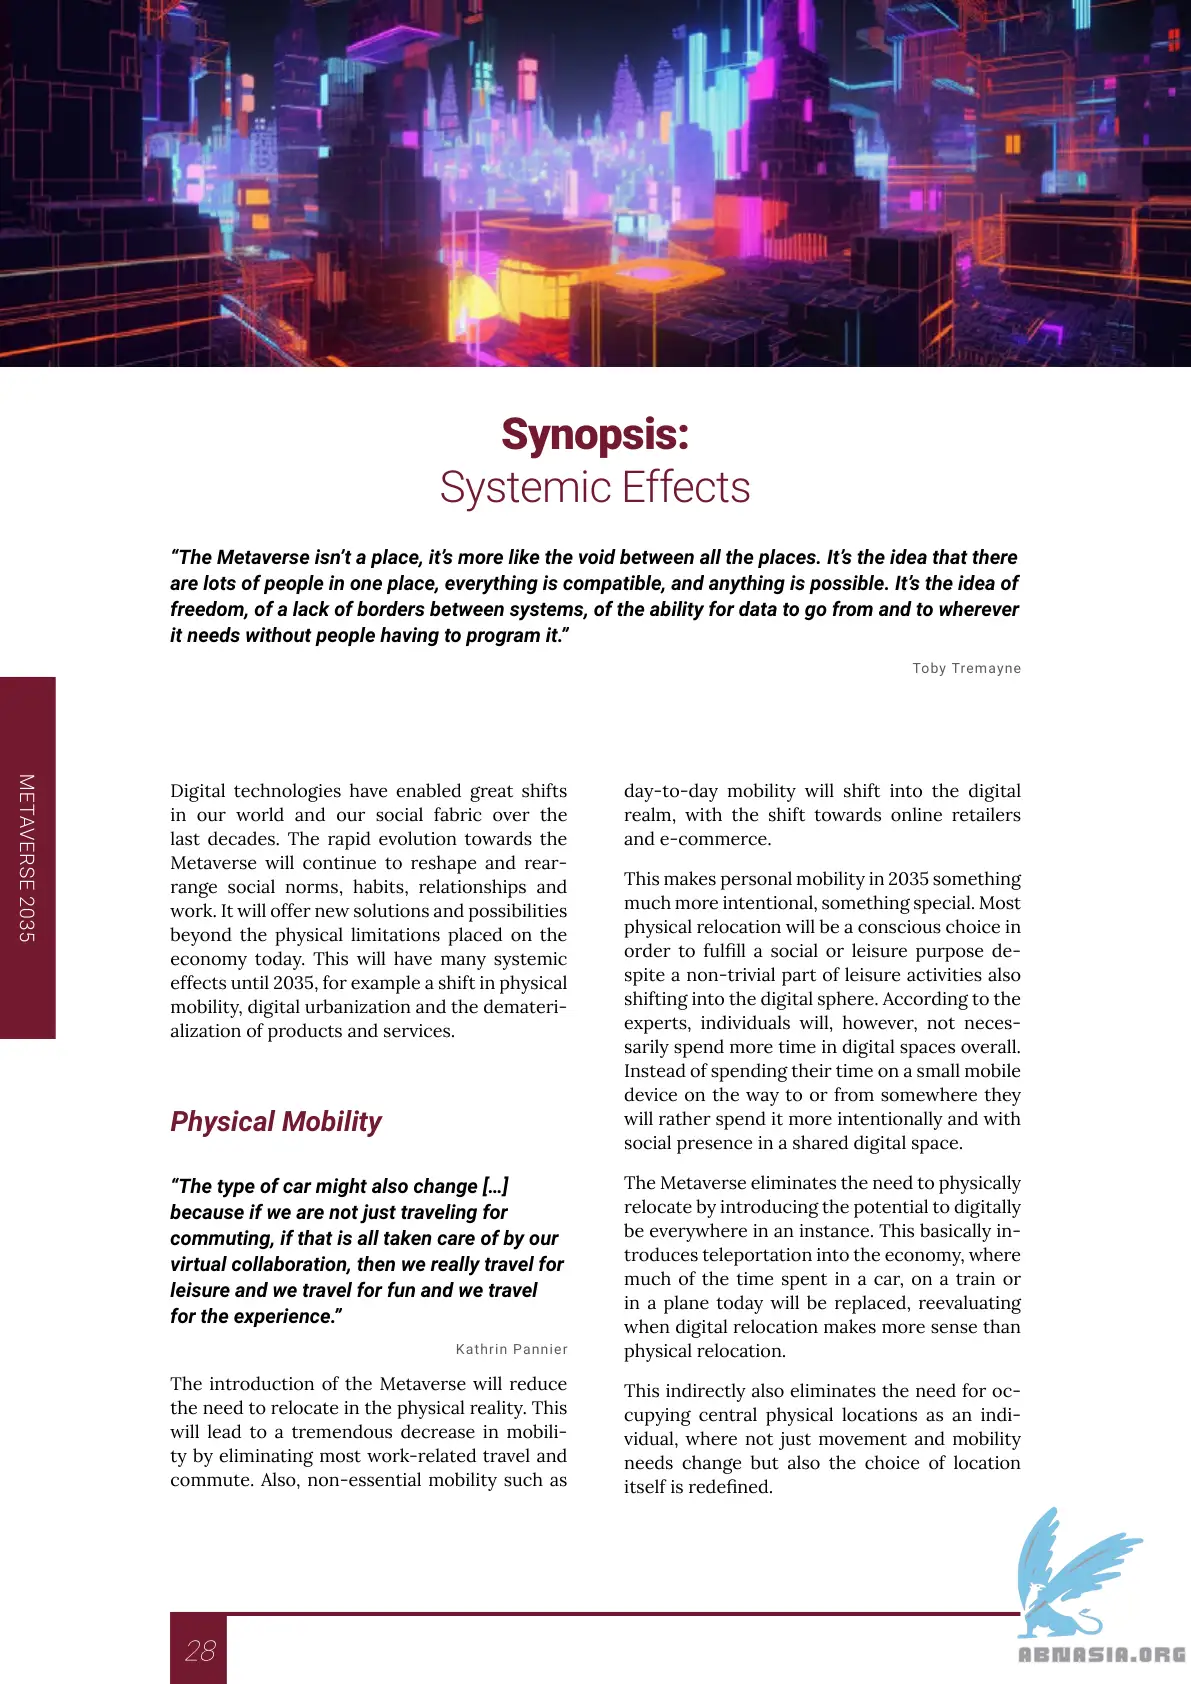 Synopsis:
Systemic Effects
“The Metaverse isn’t a place, it’s more like the void between all the places. It’s the idea that there
are lots of people in one place, everything is compatible, and anything is possible. It’s the idea of
freedom, of a lack of borders between systems, of the ability for data to go from and to wherever
it needs without people having to program it.”
Toby Tremayne
METAVERSE 2035
Digital technologies have enabled great shifts
in our world and our social fabric over the
last decades. The rapid evolution towards the
Metaverse will continue to reshape and rear-
range social norms, habits, relationships and
work. It will offer new solutions and possibilities
beyond the physical limitations placed on the
economy today. This will have many systemic
effects until 2035, for example a shift in physical
mobility, digital urbanization and the demateri-
alization of products and services.
Physical Mobility
“The type of car might also change […]
because if we are not just traveling for
commuting, if that is all taken care of by our
virtual collaboration, then we really travel for
leisure and we travel for fun and we travel
for the experience.”
Kathrin Pannier
The introduction of the Metaverse will reduce
the need to relocate in the physical reality. This
will lead to a tremendous decrease in mobili-
ty by eliminating most work-related travel and
commute. Also, non-essential mobility such as
day-to-day mobility will shift into the digital
realm, with the shift towards online retailers
and e-commerce.
This makes personal mobility in 2035 something
much more intentional, something special. Most
physical relocation will be a conscious choice in
order to fulfill a social or leisure purpose de-
spite a non-trivial part of leisure activities also
shifting into the digital sphere. According to the
experts, individuals will, however, not neces-
sarily spend more time in digital spaces overall.
Instead of spending their time on a small mobile
device on the way to or from somewhere they
will rather spend it more intentionally and with
social presence in a shared digital space.
The Metaverse eliminates the need to physically
relocate by introducing the potential to digitally
be everywhere in an instance. This basically in-
troduces teleportation into the economy, where
much of the time spent in a car, on a train or
in a plane today will be replaced, reevaluating
when digital relocation makes more sense than
physical relocation.
This indirectly also eliminates the need for oc-
cupying central physical locations as an indi-
vidual, where not just movement and mobility
needs change but also the choice of location
itself is redefined.
28
ABNASIA.ORG